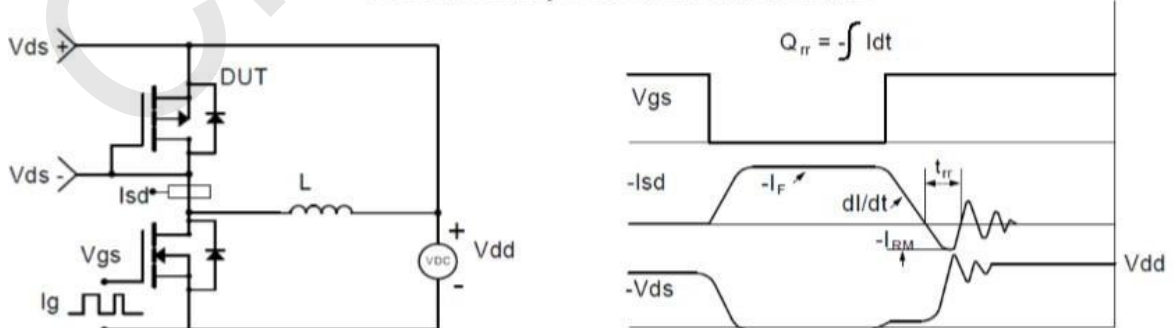 Vds +
DUT
Vds -
Isd
L
Vgs
Ig
VDC
+
-
Vdd
Qrr = -∫ Idt
Vgs
-Isd
-IF
dI/dt
trr
-IRM
Vdd
-Vds